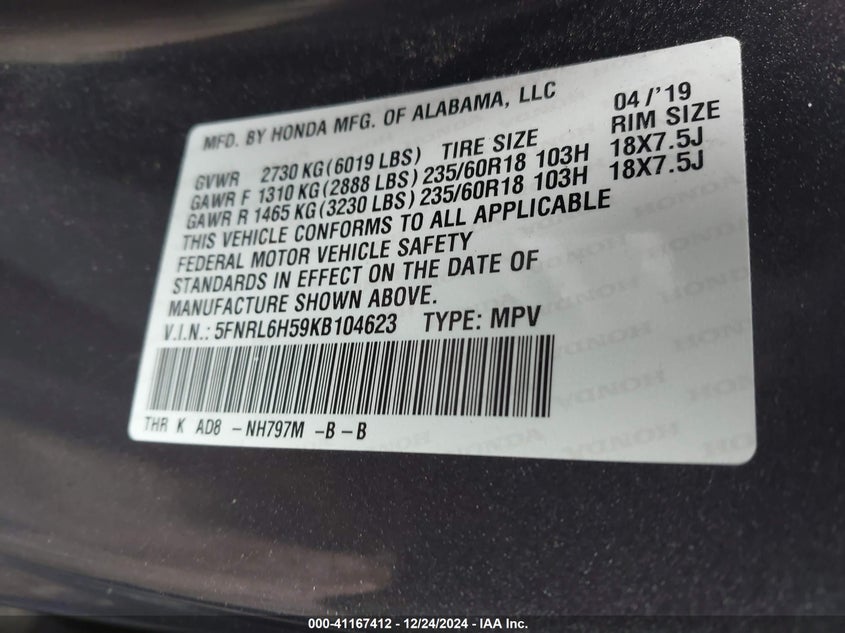 MFD. BY HONDA MFG. OF ALABAMA, LLC 04/'19
GVWR 2730 KG(6019 LBS) TIRE SIZE RIM SIZE
GAWR F 1310 KG(2888 LBS) 235/60R18 103H 18X7.5J
GAWR R 1465 KG(3230 LBS) 235/60R18 103H 18X7.5J
THIS VEHICLE CONFORMS TO ALL APPLICABLE
FEDERAL MOTOR VEHICLE SAFETY
STANDARDS IN EFFECT ON THE DATE OF
MANUFACTURE SHOWN ABOVE.
V.I.N.: 5FNRL6H59KB104623 TYPE: MPV
THR K AD8 -NH797M -B-B
HONDA HONDA HONDA
000-41167412 - 12/24/2024 - IAA Inc.